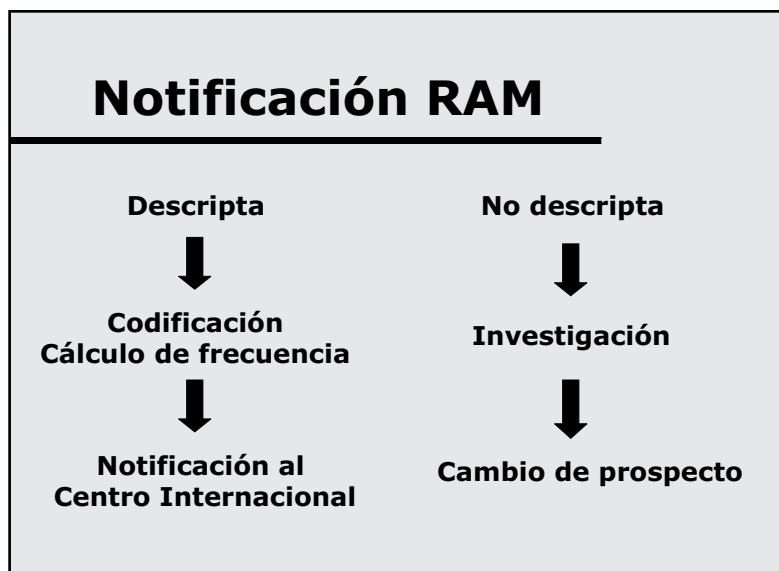 Notificación RAM
Descripta
Codificación
Cálculo de frecuencia
Notificación al
Centro Internacional
No descripta
Investigación
Cambio de prospecto